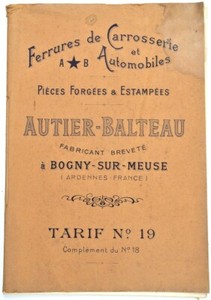 Ferrures de Carrosserie
A ★ B et
Automobiles
PIÈCES FORGÉES & ESTAMPÉES
AUTIER-BALTEAU
FABRICANT BREVETÉ
à BOGNY-SUR-MEUSE
(ARDENNES-FRANCE)
TARIF Nº 19
Complément du Nº 18